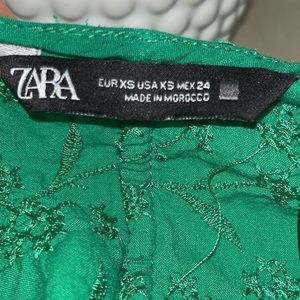 ZARA
EUR XS USA XS MEX 24
MADE IN MOROCCO